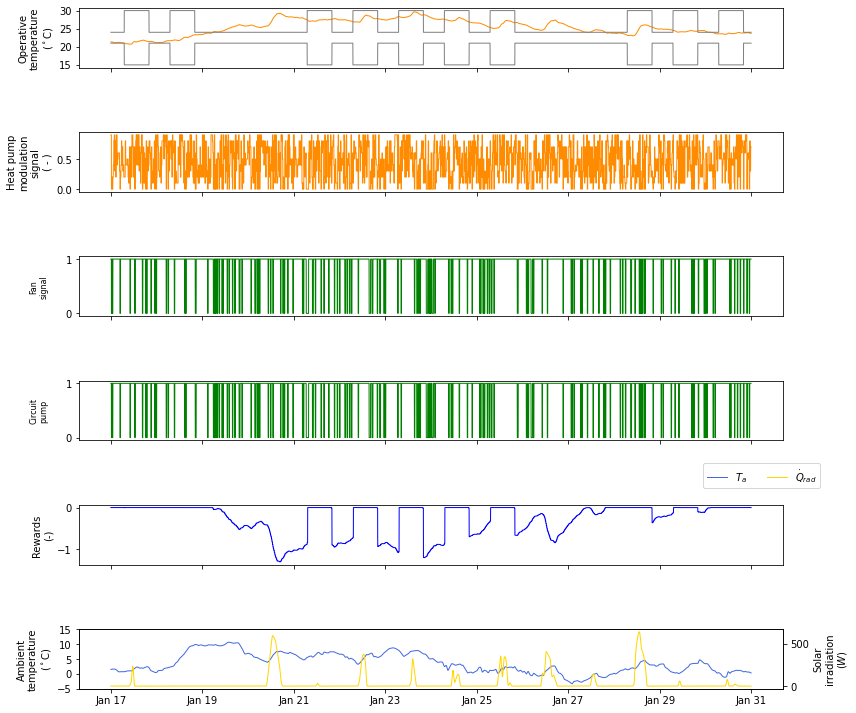 Operative
temperature
(°C)
30
25
20
15
Heat pump
modulation
signal
( - )
0.5
0.0
Fan
signal
1
0
Circuit
pump
1
0
T_a
Q̇_rad
Rewards
(-)
0
−1
Ambient
temperature
(°C)
15
10
5
0
−5
500
0
Solar
irradiation
(W)
Jan 17
Jan 19
Jan 21
Jan 23
Jan 25
Jan 27
Jan 29
Jan 31